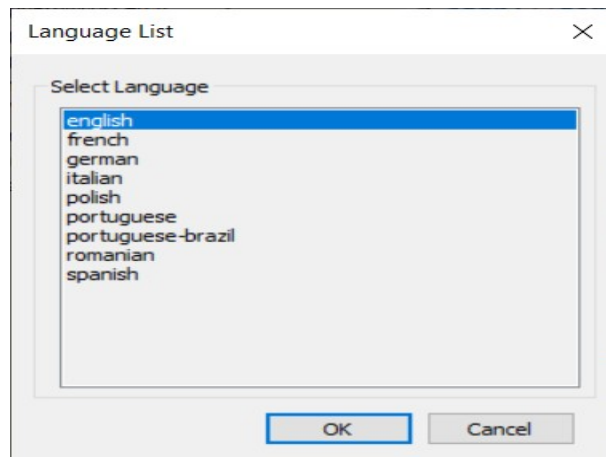 Language List
Select Language
english
french
german
italian
polish
portuguese
portuguese-brazil
romanian
spanish
OK
Cancel